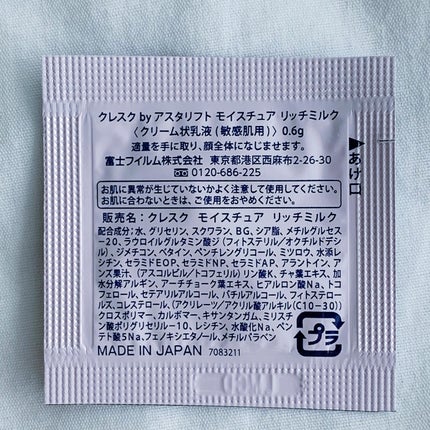 クレスク by アスタリフト モイスチュア リッチミルク
〈クリーム状乳液(敏感肌用)〉 0.6g
適量を手に取り、顔全体になじませます。
富士フイルム株式会社 東京都港区西麻布2-26-30
0120-686-225
お肌に異常が生じていないかよく注意して使用してください。
お肌に合わないときは、ご使用をおやめください。
販売名:クレスク モイスチュア リッチミルク
配合成分:水、グリセリン、スクワラン、BG、シア脂、メチルグルセス
-20、ラウロイルグルタミン酸ジ(フィトステリル/オクチルドデシ
ル)、ジメチコン、ベタイン、ペンチレングリコール、ミツロウ、水添レ
シチン、セラミドEOP、セラミドNP、セラミドAP、アラントイン、ア
ンズ果汁、(アスコルビル/トコフェリル)リン酸K、チャ葉エキス、加
水分解アルギン、アーチチョーク葉エキス、ヒアルロン酸Na、トコ
フェロール、セテアリルアルコール、バチルアルコール、フィトステロー
ルズ、コレステロール、(アクリレーツ/アクリル酸アルキル(C10-30))
クロスポリマー、カルボマー、キサンタンガム、ミリスチ
ン酸ポリグリセリル-10、レシチン、水酸化Na、ペン
テト酸5Na、フェノキシエタノール、メチルパラベン
MADE IN JAPAN 7083211
▶あけ口
プラ